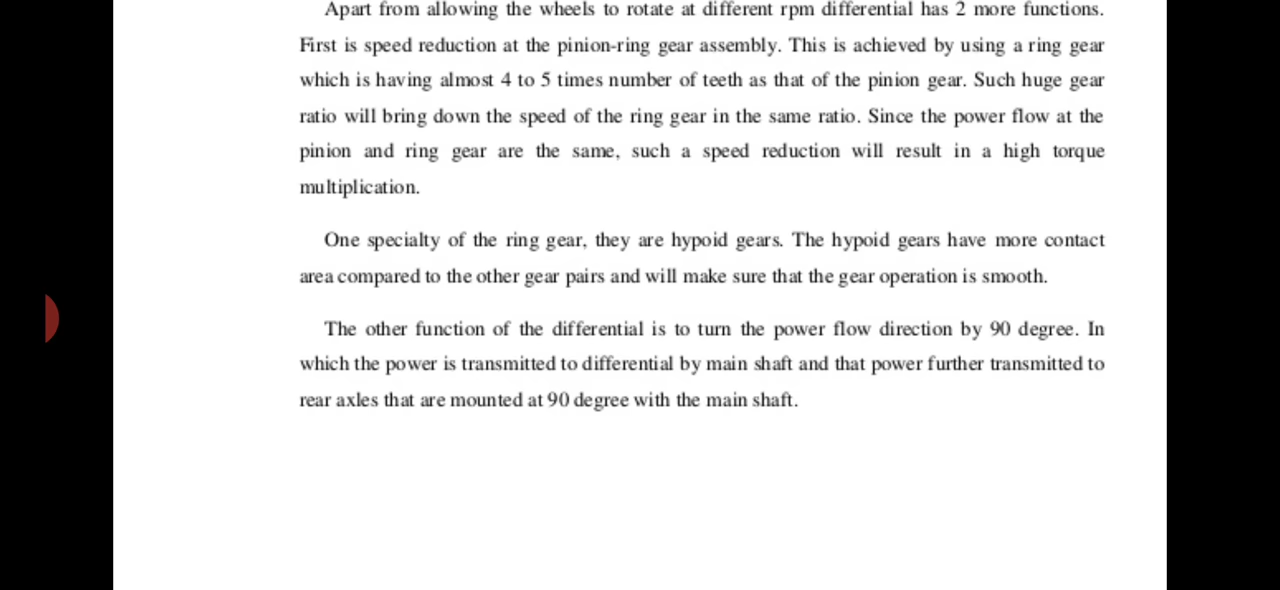 Apart from allowing the wheels to rotate at different rpm differential has 2 more functions.
First is speed reduction at the pinion-ring gear assembly. This is achieved by using a ring gear
which is having almost 4 to 5 times number of teeth as that of the pinion gear. Such huge gear
ratio will bring down the speed of the ring gear in the same ratio. Since the power flow at the
pinion and ring gear are the same, such a speed reduction will result in a high torque
multiplication.
One specialty of the ring gear, they are hypoid gears. The hypoid gears have more contact
area compared to the other gear pairs and will make sure that the gear operation is smooth.
The other function of the differential is to turn the power flow direction by 90 degree. In
which the power is transmitted to differential by main shaft and that power further transmitted to
rear axles that are mounted at 90 degree with the main shaft.